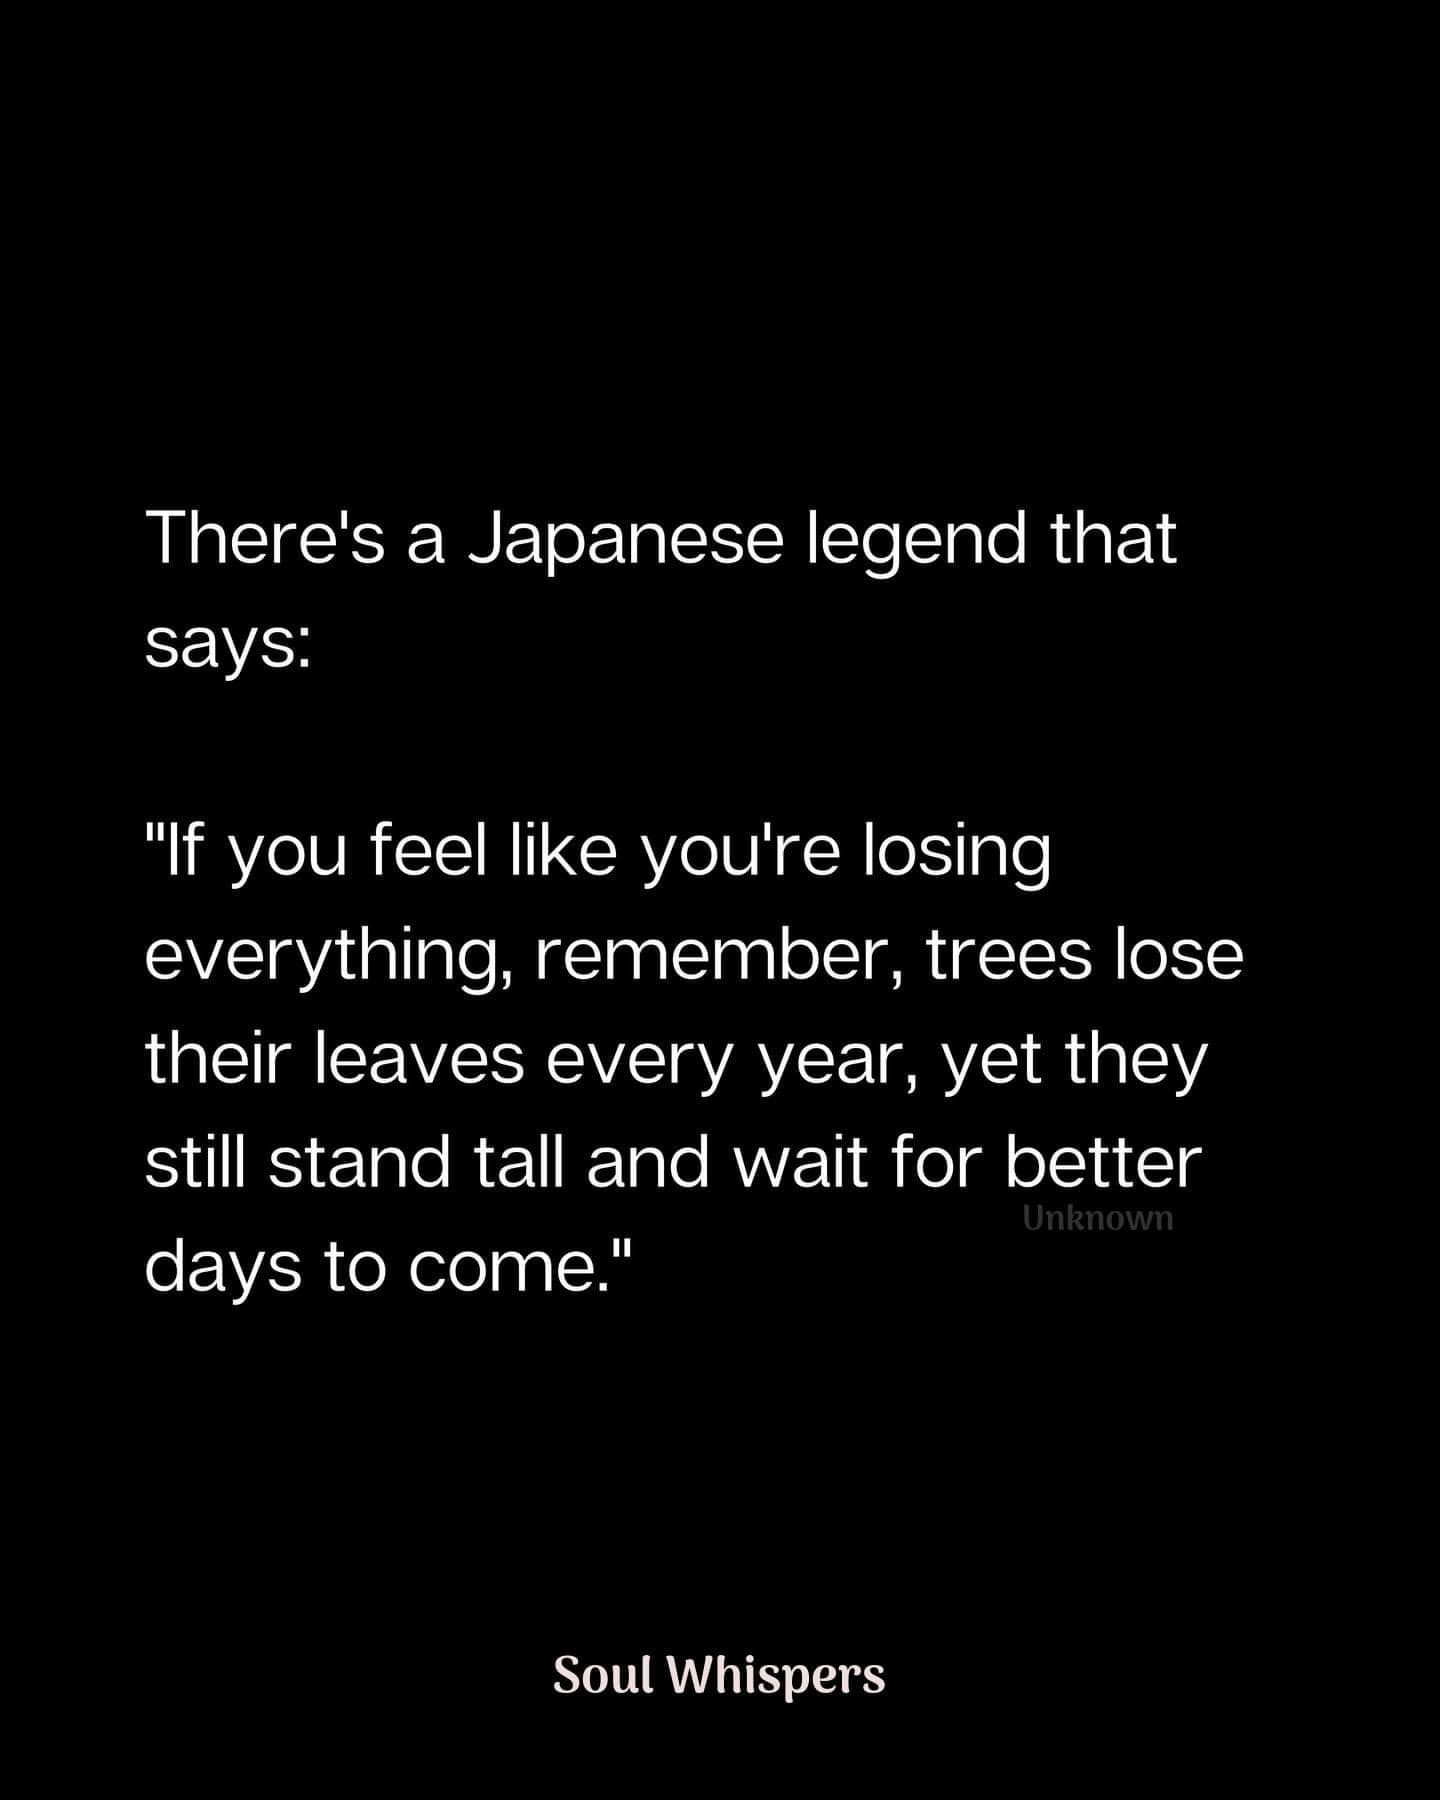 There's a Japanese legend that
says:
"If you feel like you're losing
everything, remember, trees lose
their leaves every year, yet they
still stand tall and wait for better
Unknown
days to come."
Soul Whispers